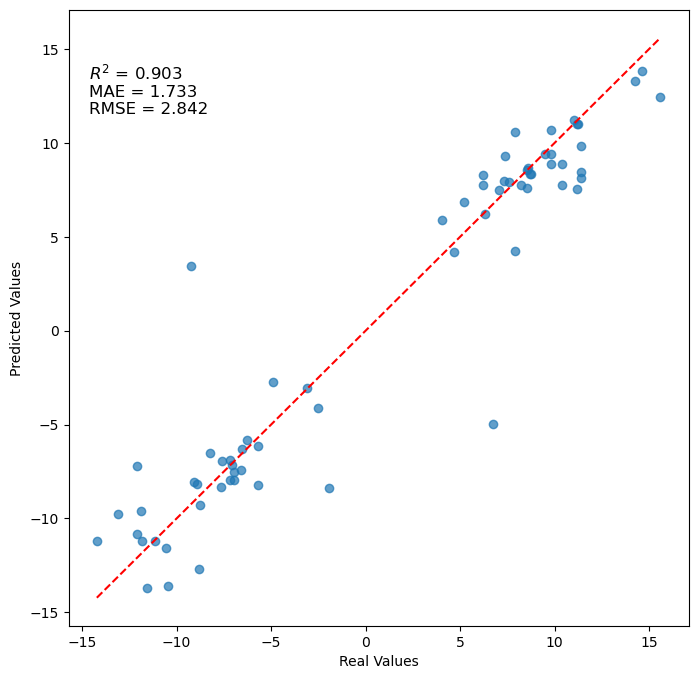 R² = 0.903
MAE = 1.733
RMSE = 2.842
15
10
5
0
−5
−10
−15
Predicted Values
−15 −10 −5 0 5 10 15
Real Values